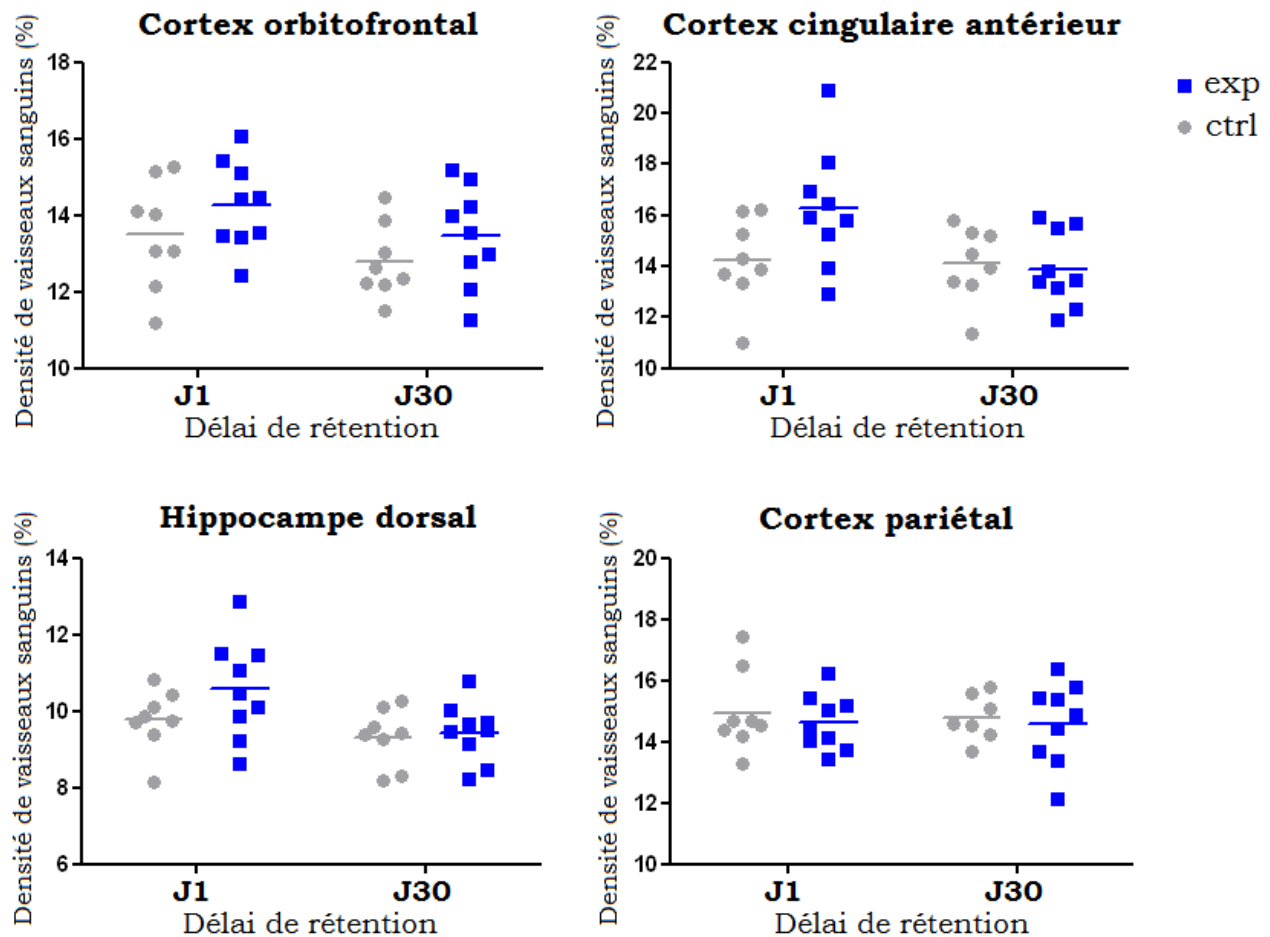 Cortex orbitofrontal
Densité de vaisseaux sanguins (%)
18
16
14
12
10
J1
J30
Délai de rétention
Cortex cingulaire antérieur
Densité de vaisseaux sanguins (%)
22
20
18
16
14
12
10
J1
J30
Délai de rétention
exp
ctrl
Hippocampe dorsal
Densité de vaisseaux sanguins (%)
14
12
10
8
6
J1
J30
Délai de rétention
Cortex pariétal
Densité de vaisseaux sanguins (%)
20
18
16
14
12
10
J1
J30
Délai de rétention